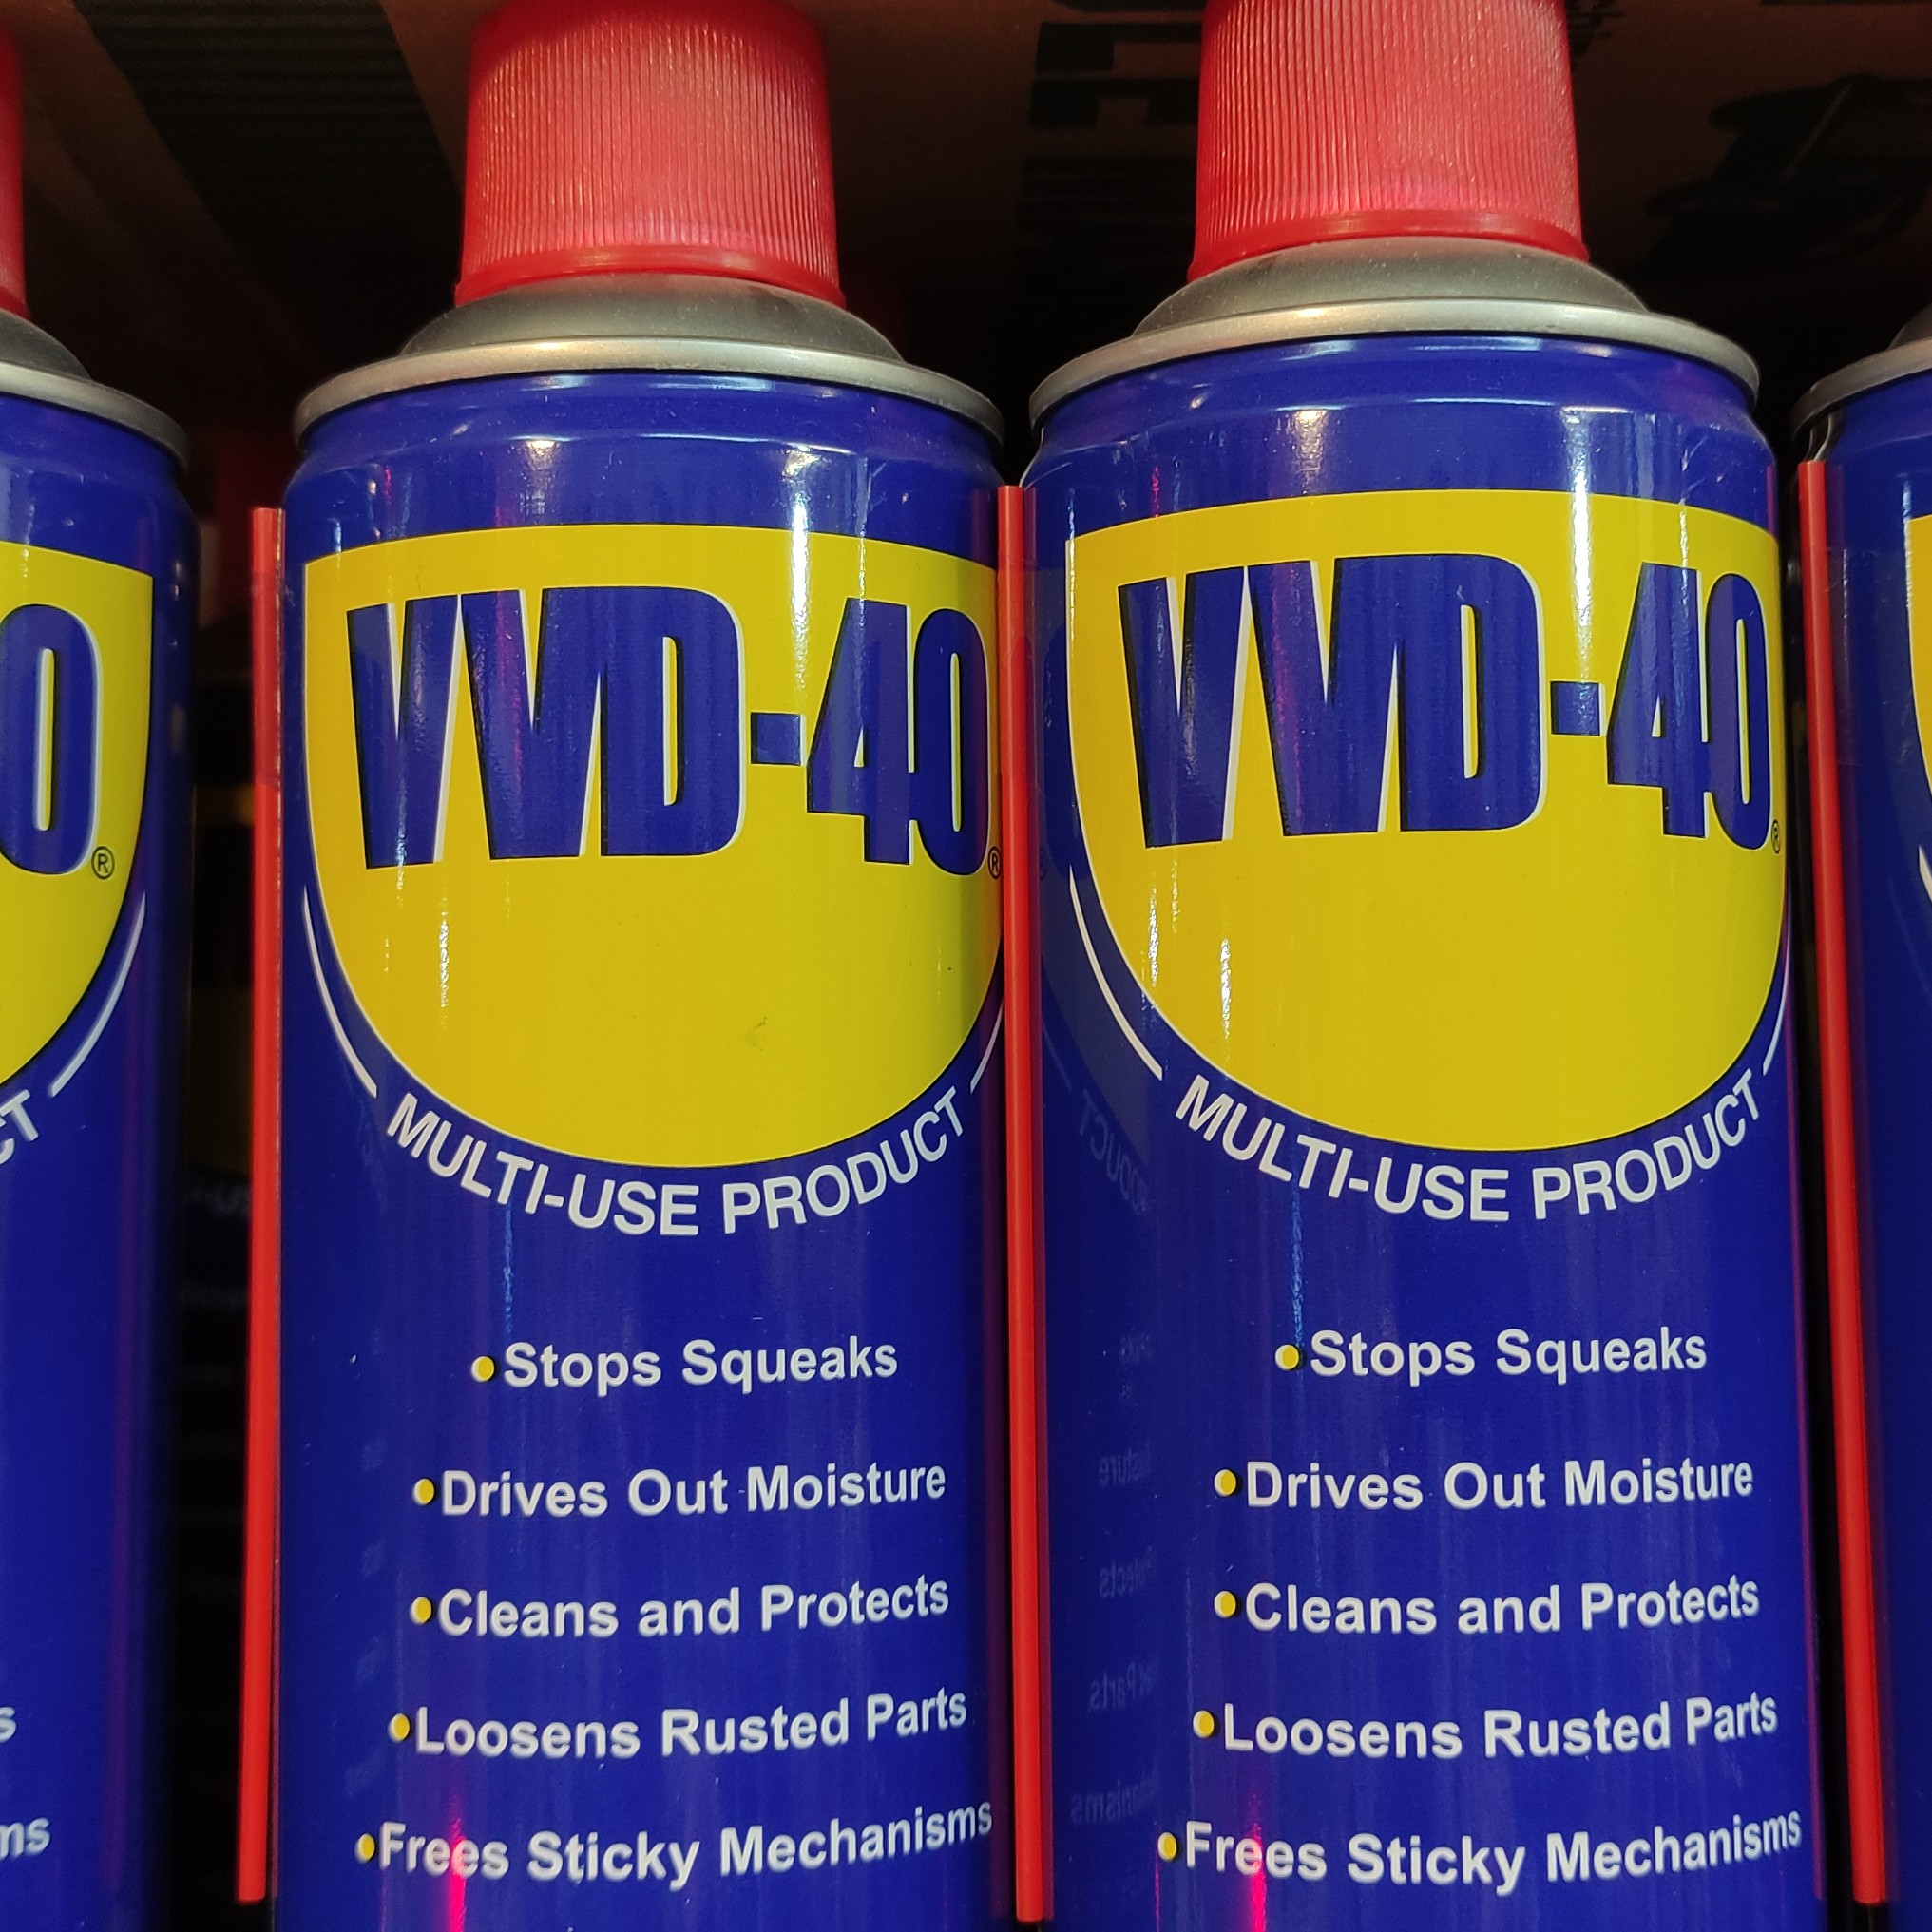 WD-40®
MULTI-USE PRODUCT
•Stops Squeaks
•Drives Out Moisture
•Cleans and Protects
•Loosens Rusted Parts
•Frees Sticky Mechanisms
WD-40®
MULTI-USE PRODUCT
•Stops Squeaks
•Drives Out Moisture
•Cleans and Protects
•Loosens Rusted Parts
•Frees Sticky Mechanisms